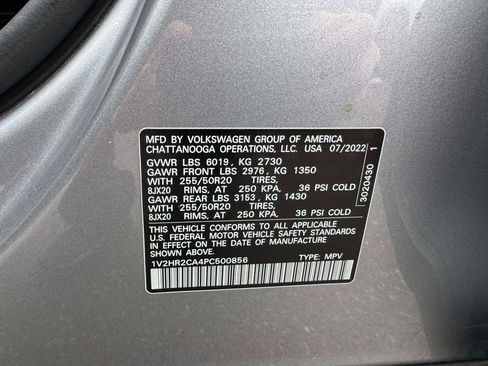 MFD BY VOLKSWAGEN GROUP OF AMERICA
CHATTANOOGA OPERATIONS, LLC. USA 07/2022
GVWR LBS 6019, KG 2730
GAWR FRONT LBS 2976, KG 1350
WITH 255/50R20 TIRES,
8JX20 RIMS, AT 250 KPA, 36 PSI COLD
GAWR REAR LBS 3153, KG 1430
WITH 255/50R20 TIRES,
8JX20 RIMS, AT 250 KPA, 36 PSI COLD
THIS VEHICLE CONFORMS TO ALL APPLICABLE
U.S. FEDERAL MOTOR VEHICLE SAFETY STANDARDS
IN EFFECT ON THE DATE OF MANUFACTURE
SHOWN ABOVE.
1V2HR2CA4PC500856 TYPE: MPV
3020430 1